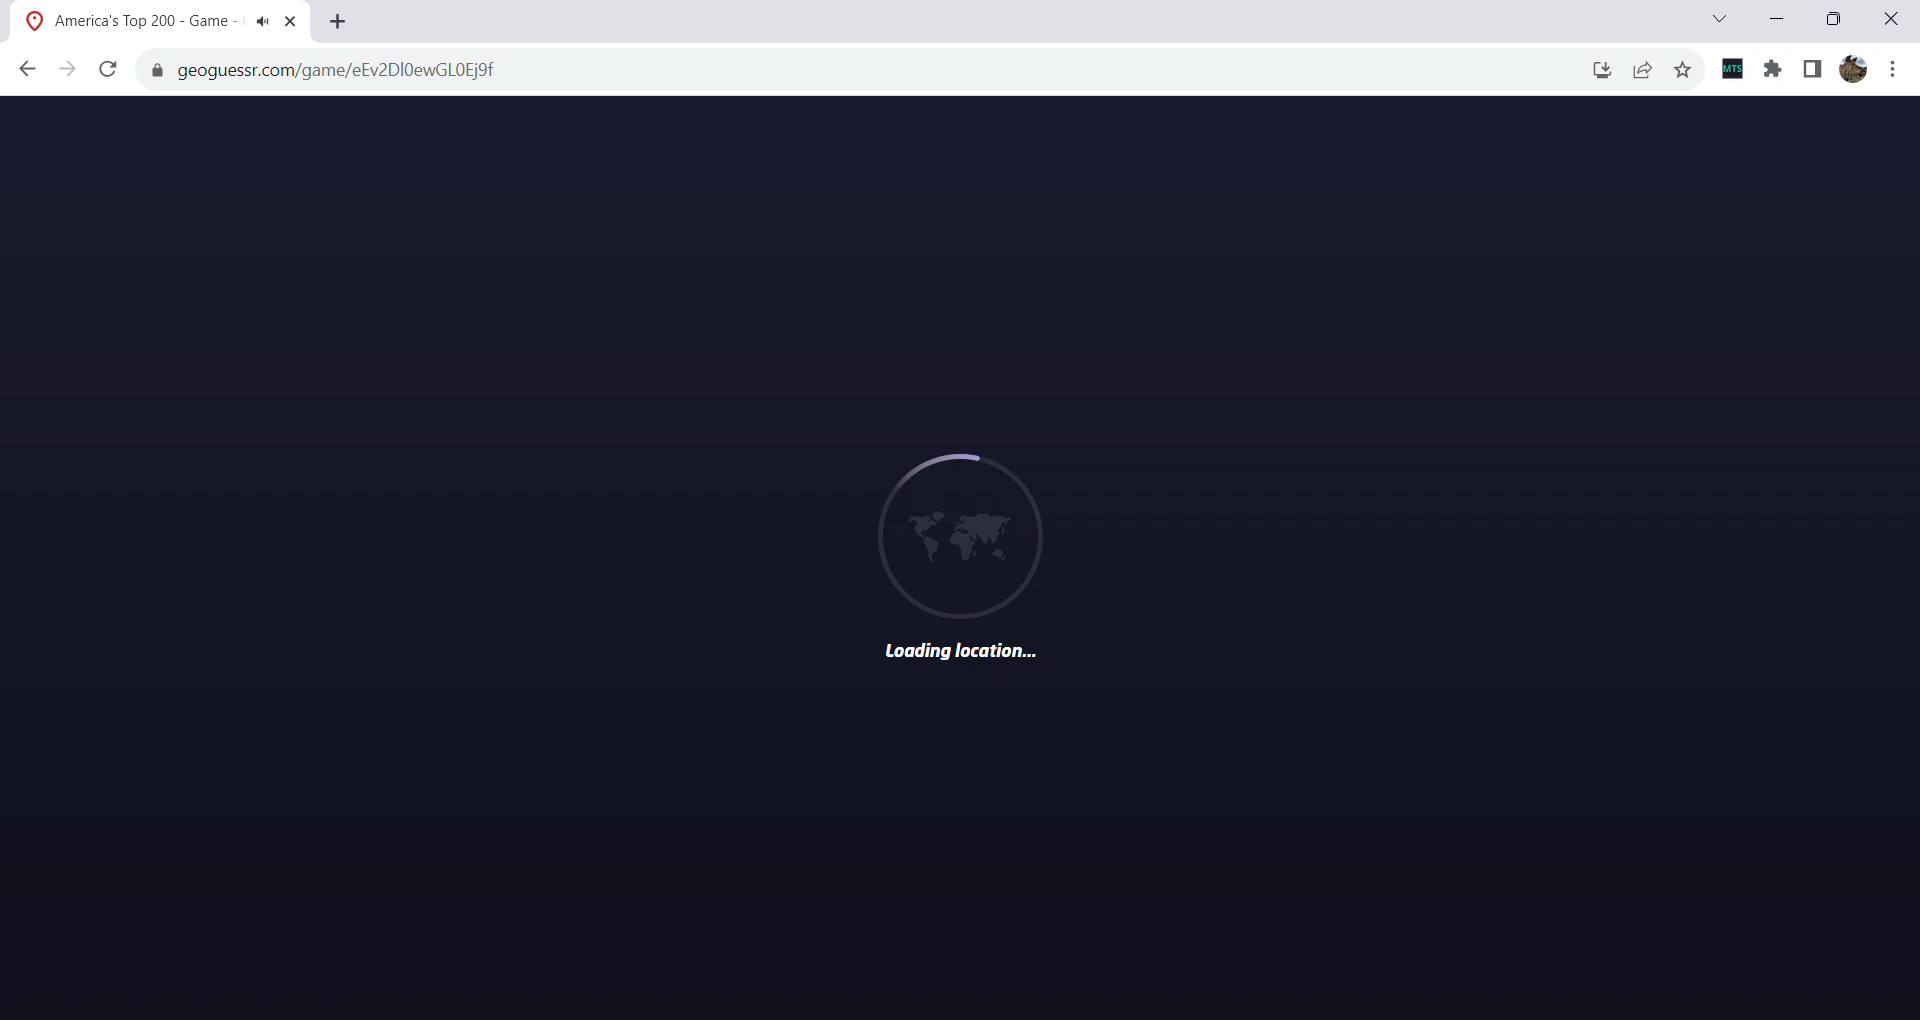 America's Top 200 - Game -
geoguessr.com/game/eEv2Dl0ewGL0Ej9f
MTS
Loading location...